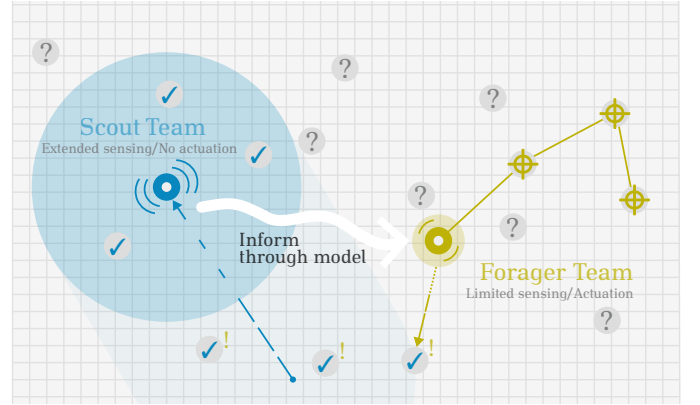 ?
?
✓
?
Scout Team
Extended sensing/No actuation
?
✓
?
✓
Inform
through model
?
Forager Team
Limited sensing/Actuation
?
✓!
✓!
✓!